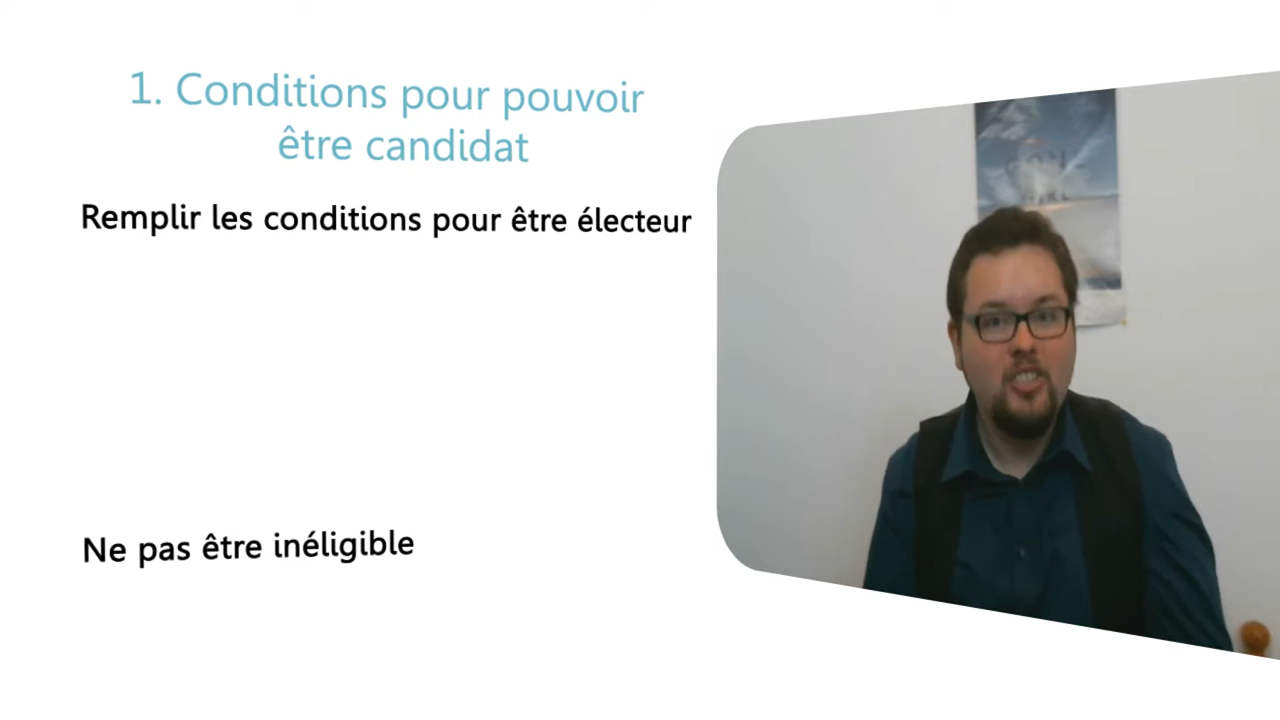 1. Conditions pour pouvoir
être candidat
Remplir les conditions pour être électeur
Ne pas être inéligible